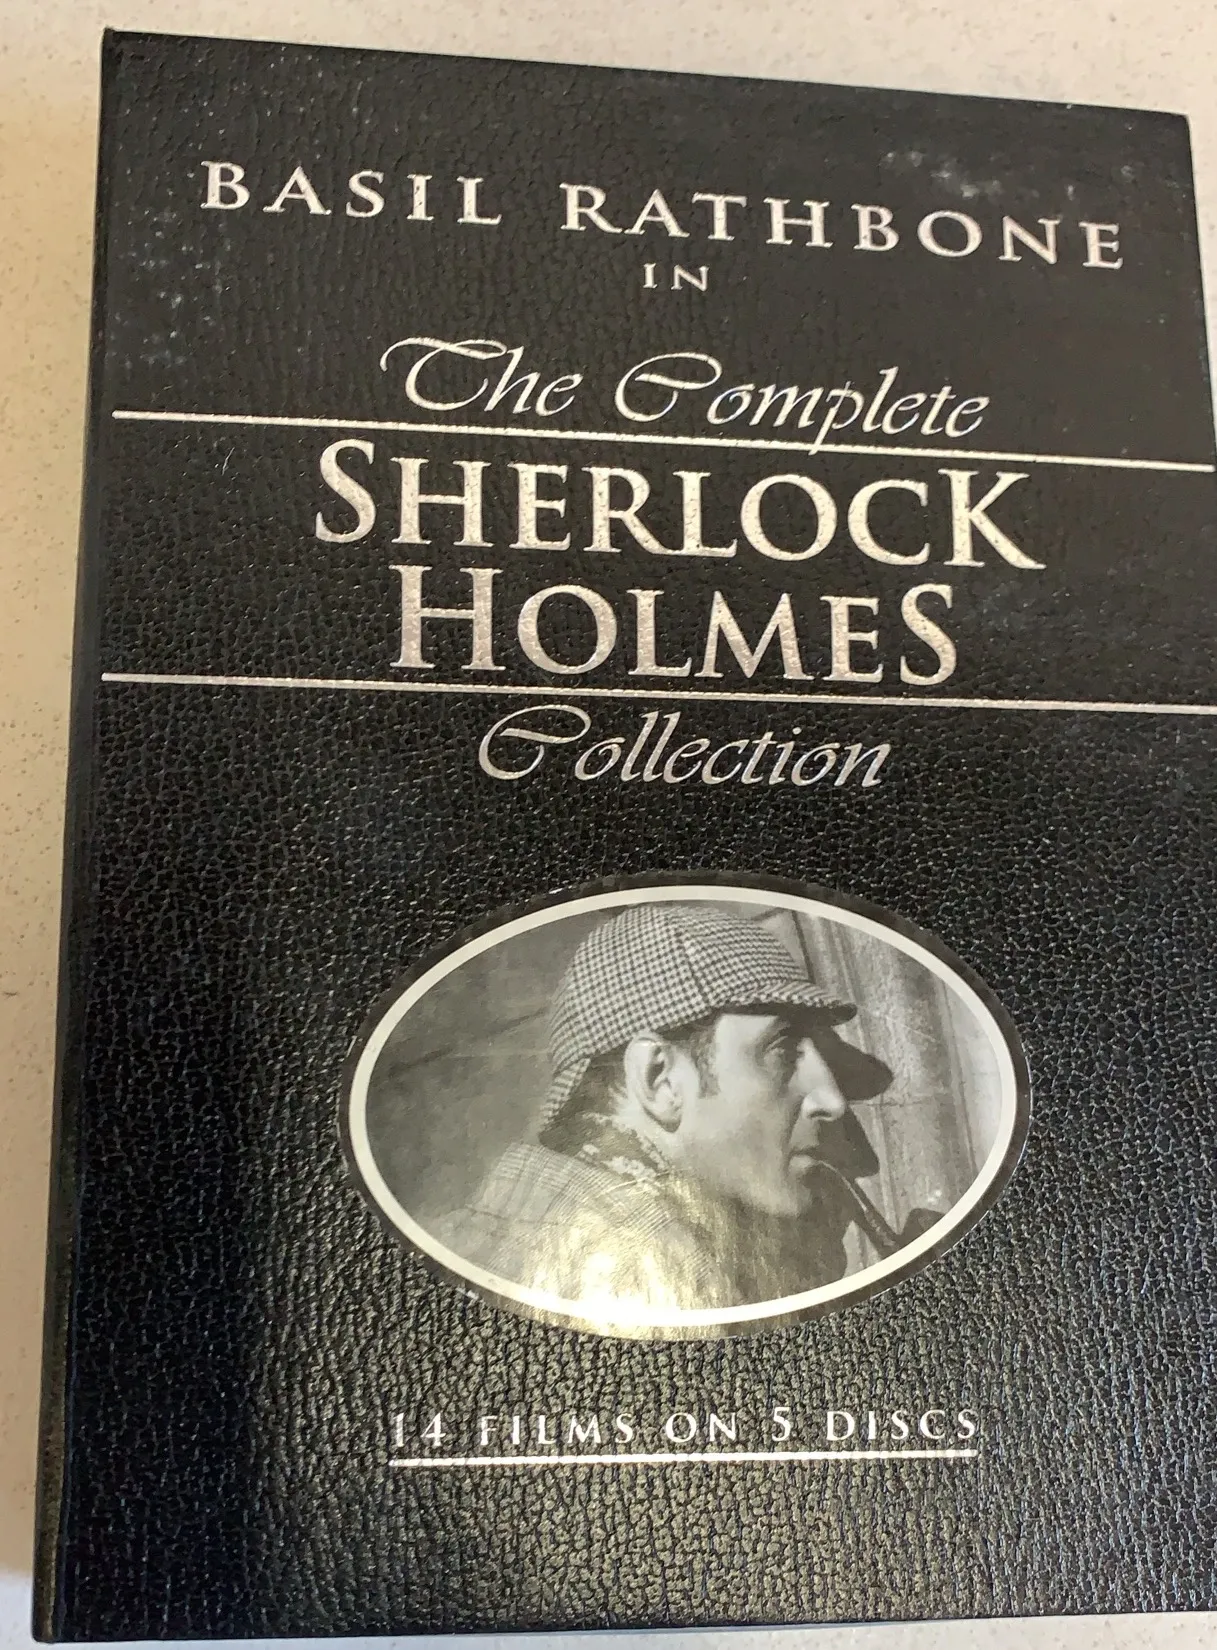 BASIL RATHBONE
IN
The Complete
SHERLOCK
HOLMES
Collection
14 FILMS ON 5 DISCS